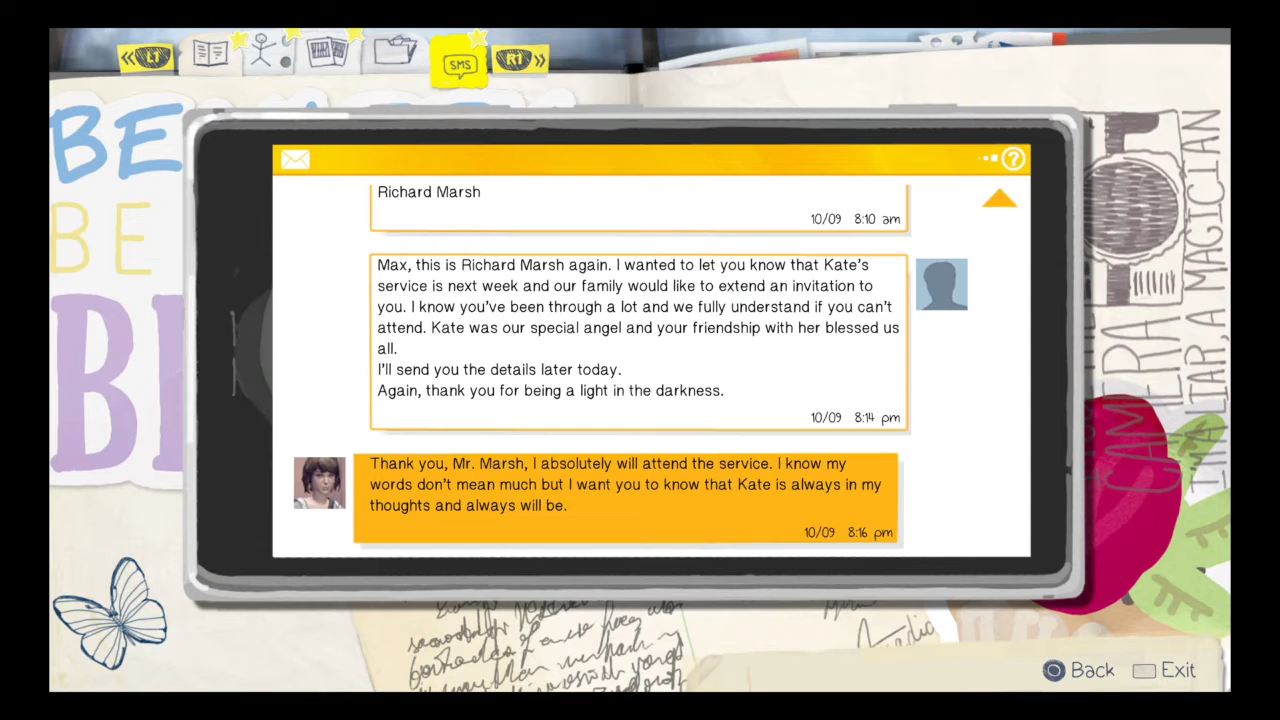 L1
SMS
R1
BE
BE
BE
Richard Marsh
10/09 8:10 am
Max, this is Richard Marsh again. I wanted to let you know that Kate's
service is next week and our family would like to extend an invitation to
you. I know you've been through a lot and we fully understand if you can't
attend. Kate was our special angel and your friendship with her blessed us
all.
I'll send you the details later today.
Again, thank you for being a light in the darkness.
10/09 8:14 pm
Thank you, Mr. Marsh, I absolutely will attend the service. I know my
words don't mean much but I want you to know that Kate is always in my
thoughts and always will be.
10/09 8:16 pm
CAMERA
LIAR, A MAGICIAN
Back
Exit